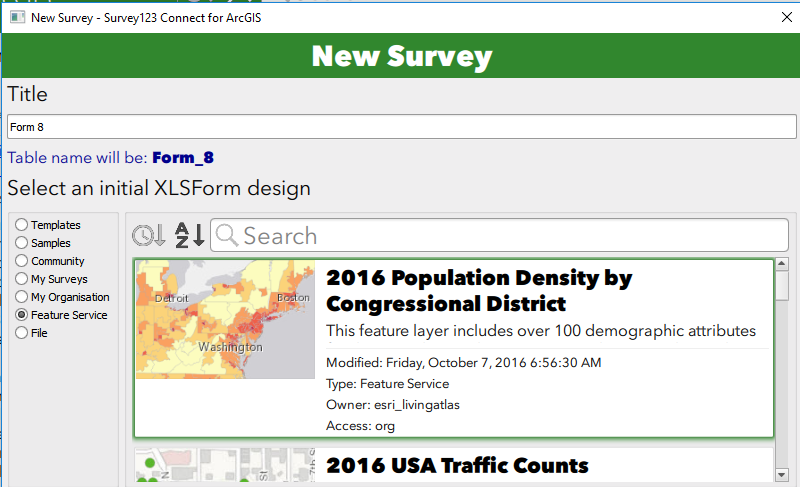 New Survey - Survey123 Connect for ArcGIS
New Survey
Title
Form 8
Table name will be: Form_8
Select an initial XLSForm design
Templates
Samples
Community
My Surveys
My Organisation
Feature Service
File
A
Z
Search
Detroit
Boston
Washington
2016 Population Density by
Congressional District
This feature layer includes over 100 demographic attributes
Modified: Friday, October 7, 2016 6:56:30 AM
Type: Feature Service
Owner: esri_livingatlas
Access: org
2016 USA Traffic Counts